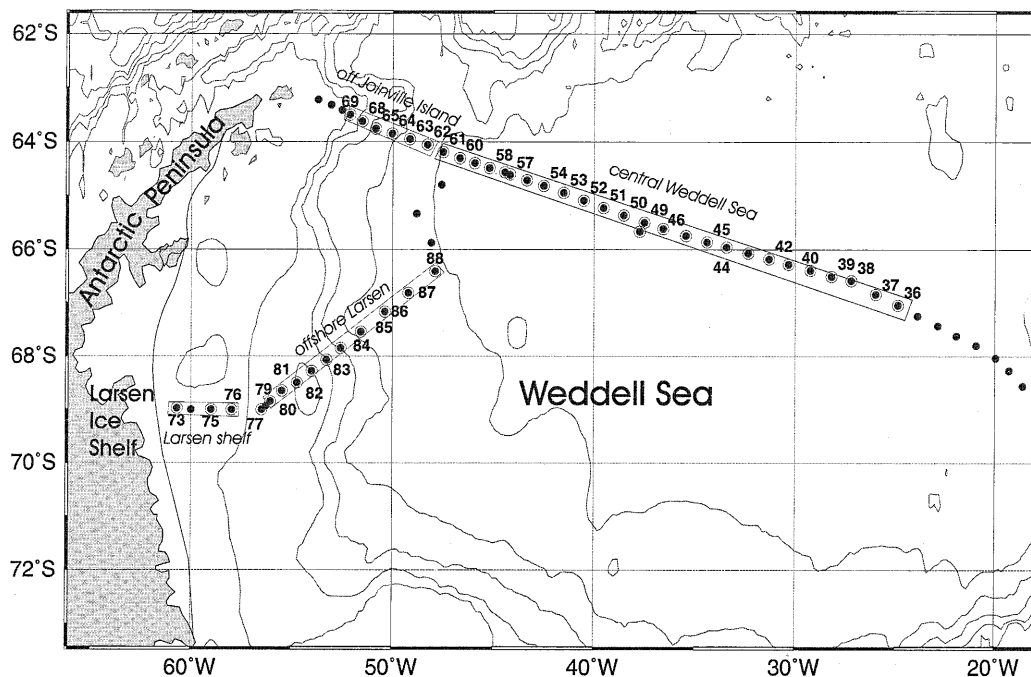 62°S
64°S
66°S
68°S
70°S
72°S
60°W
50°W
40°W
30°W
20°W
Antarctic Peninsula
off Joinville Island
69
68
65
64
63
62
61
60
58
57
54
53
52
51
50
49
46
45
44
42
40
39
38
37
36
central Weddell Sea
88
87
86
85
84
83
82
81
80
79
77
offshore Larsen
76
75
73
Larsen shelf
Larsen
Ice
Shelf
Weddell Sea